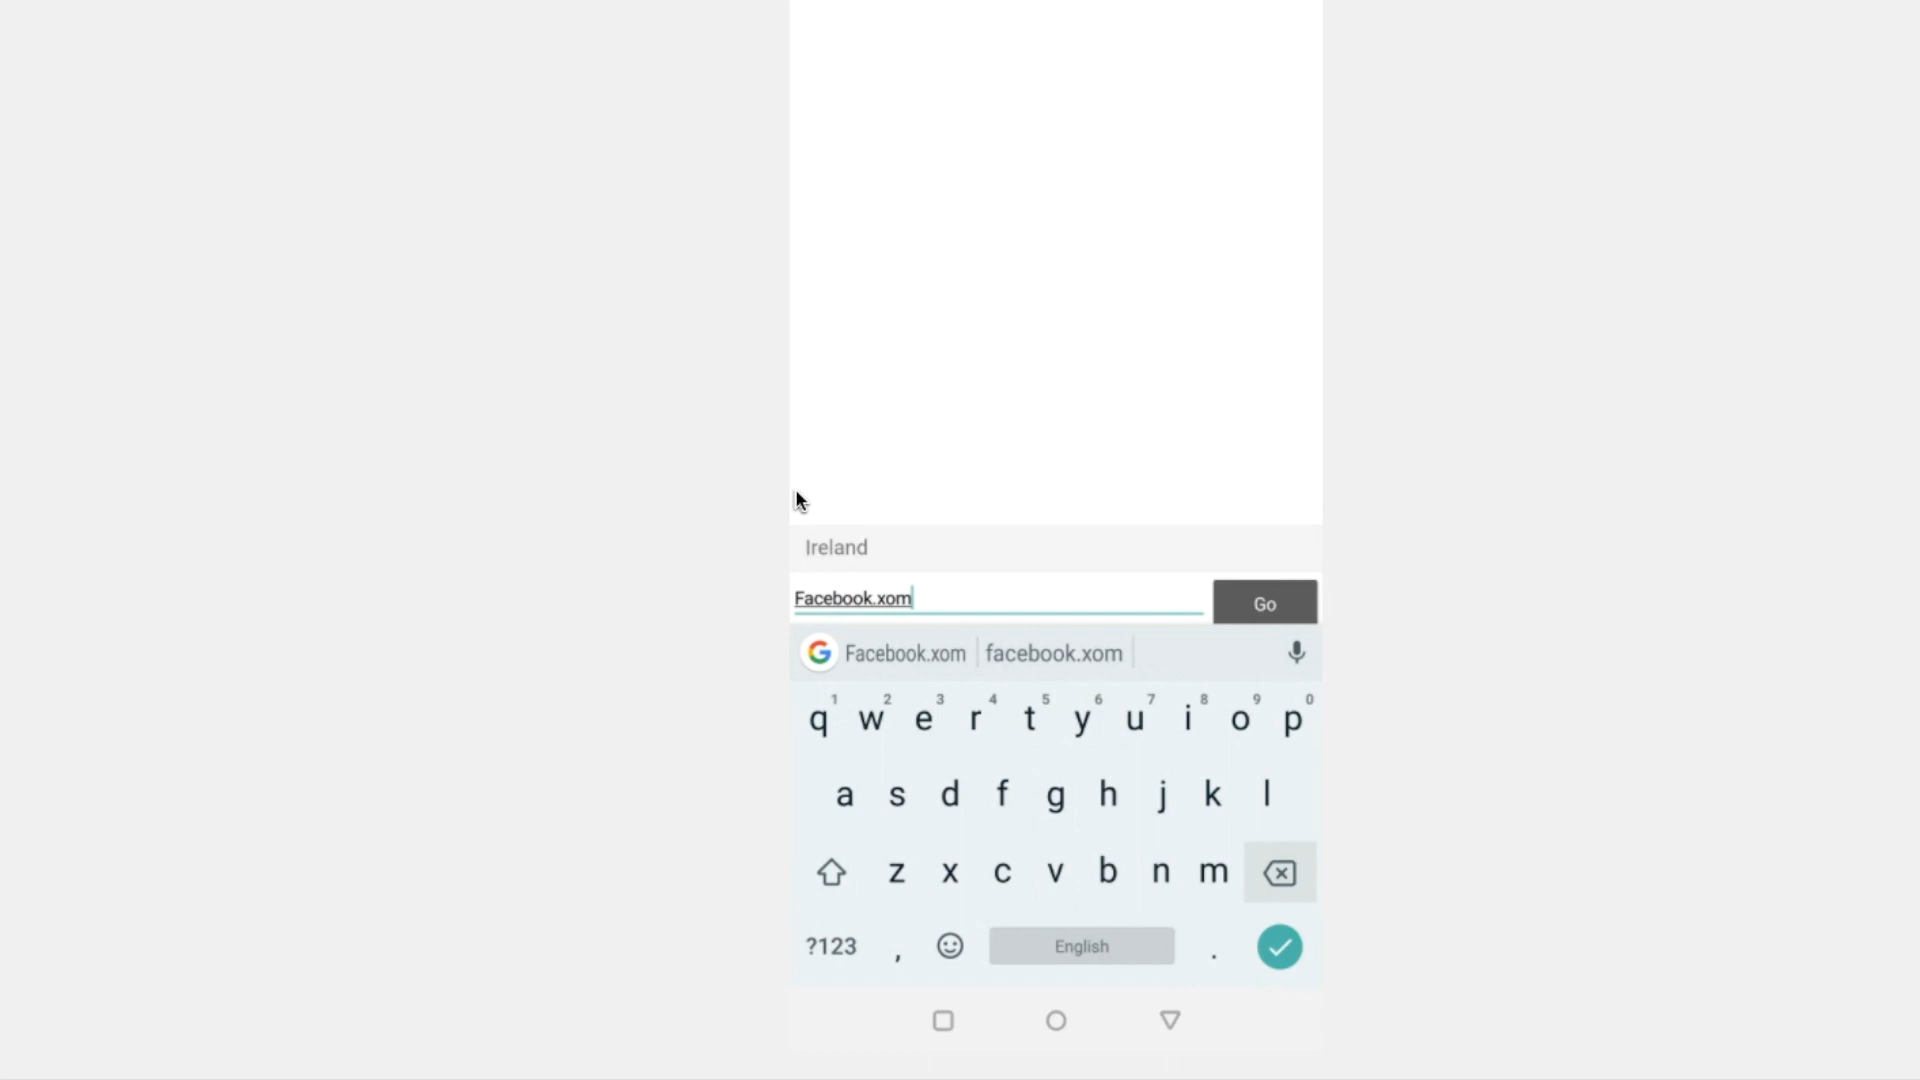 Ireland
Facebook.xom
Go
Facebook.xom facebook.xom
1 2 3 4 5 6 7 8 9 0
q w e r t y u i o p
a s d f g h j k l
z x c v b n m
?123 , English .